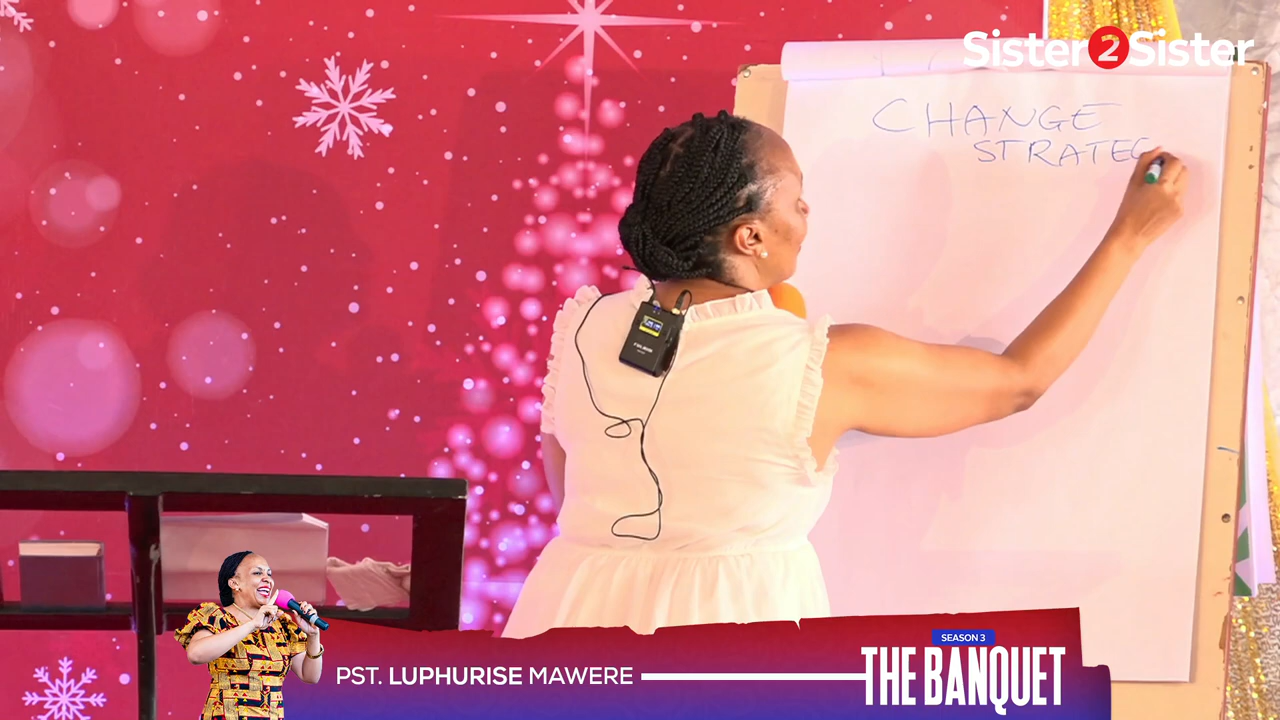 Sister2Sister
CHANGE
STRATEG
PST. LUPHURISE MAWERE
SEASON 3
THE BANQUET